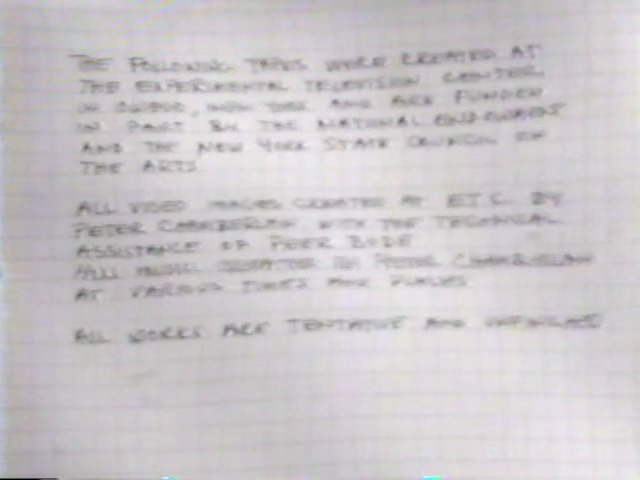 THE FOLLOWING TAPES WERE CREATED AT
THE EXPERIMENTAL TELEVISION CENTER
IN OWEGO, NEW YORK AND ARE FUNDED
IN PART BY THE NATIONAL ENDOWMENT
AND THE NEW YORK STATE COUNCIL ON
THE ARTS
ALL VIDEO IMAGES CREATED AT E.T.C. BY
PETER CHAMBERLAIN WITH THE TECHNICAL
ASSISTANCE OF PEER BODE
ALL MUSIC CREATED BY PETER CHAMBERLAIN
AT VARIOUS TIMES AND PLACES
ALL WORKS ARE TENTATIVE AND UNFINISHED